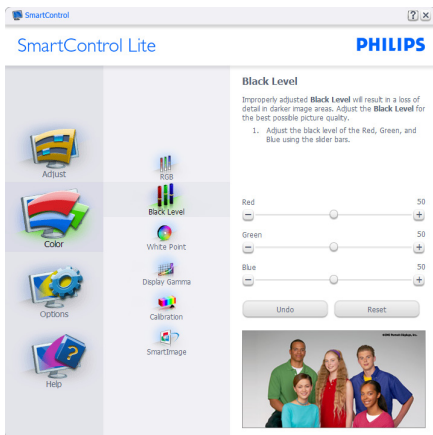 SmartControl
SmartControl Lite
PHILIPS
Adjust
Color
Options
Help
RGB
Black Level
White Point
Display Gamma
Calibration
SmartImage
Black Level
Improperly adjusted Black Level will result in a loss of
detail in darker image areas. Adjust the Black Level for
the best possible picture quality.
1. Adjust the black level of the Red, Green, and
Blue using the slider bars.
Red 50
Green 50
Blue 50
Undo Reset